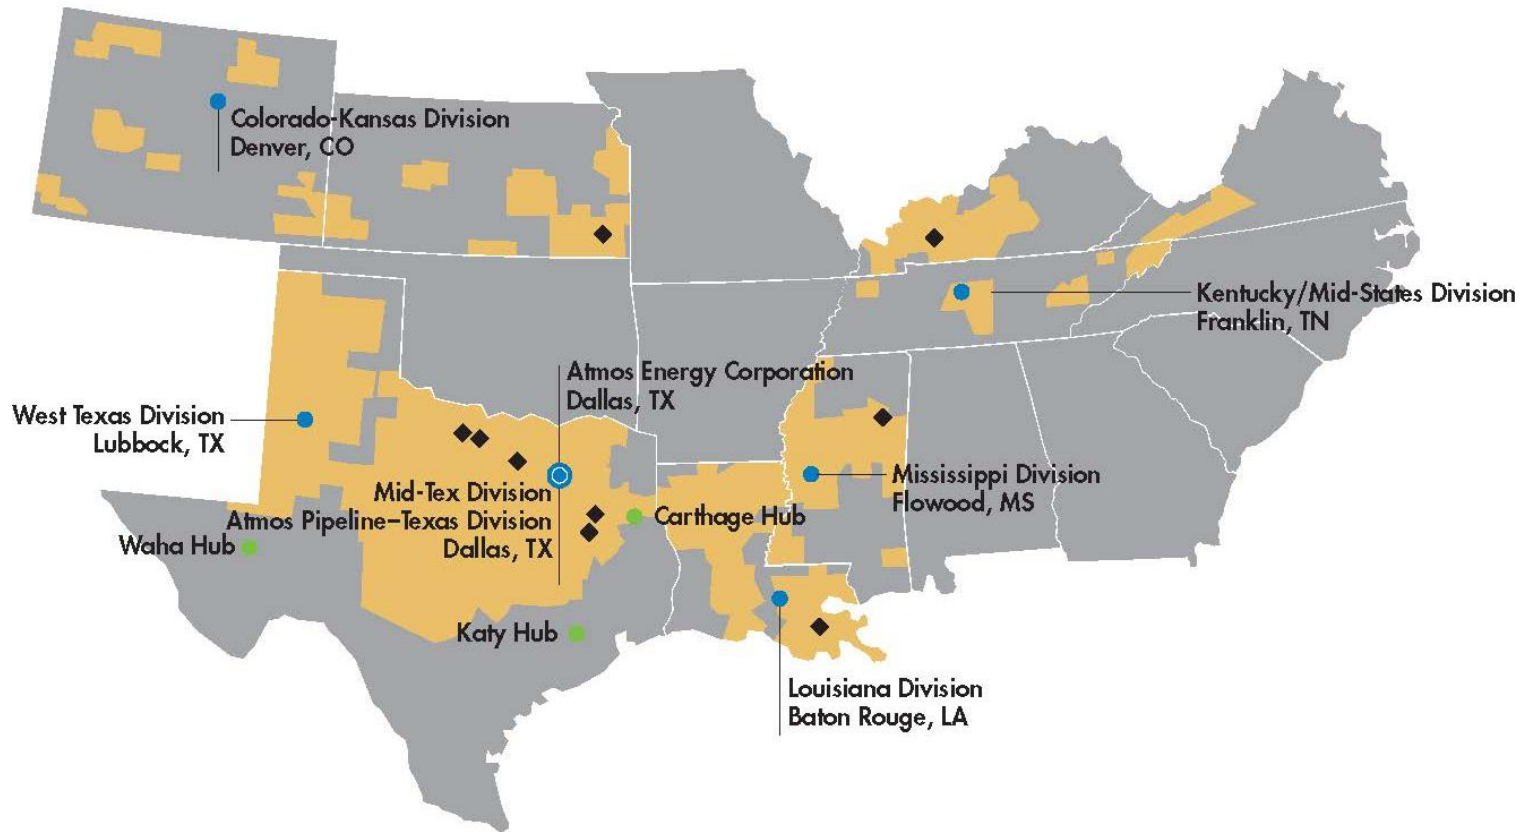 Colorado-Kansas Division
Denver, CO
Kentucky/Mid-States Division
Franklin, TN
Atmos Energy Corporation
Dallas, TX
West Texas Division
Lubbock, TX
Mississippi Division
Flowood, MS
Mid-Tex Division
Atmos Pipeline–Texas Division
Dallas, TX
Carthage Hub
Waha Hub
Katy Hub
Louisiana Division
Baton Rouge, LA